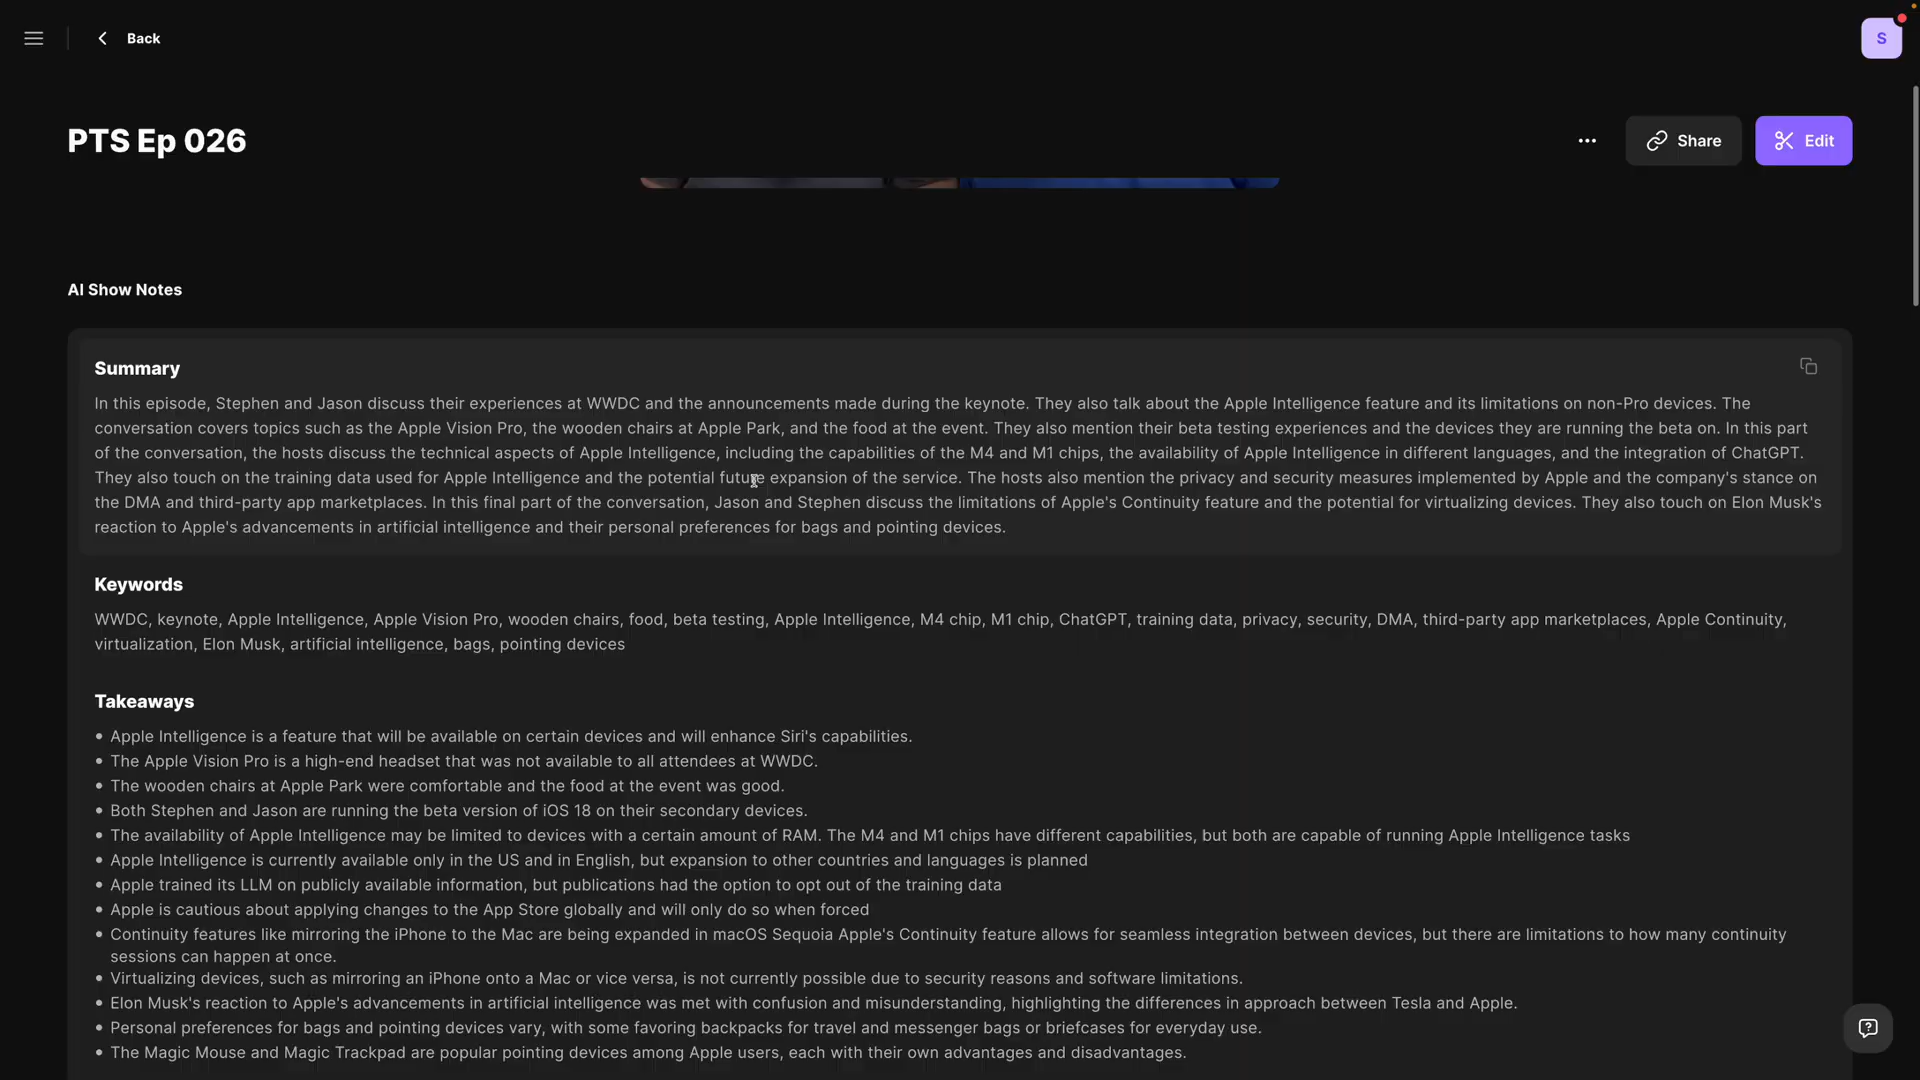 Back
S
PTS Ep 026
Share
Edit
AI Show Notes
Summary
In this episode, Stephen and Jason discuss their experiences at WWDC and the announcements made during the keynote. They also talk about the Apple Intelligence feature and its limitations on non-Pro devices. The
conversation covers topics such as the Apple Vision Pro, the wooden chairs at Apple Park, and the food at the event. They also mention their beta testing experiences and the devices they are running the beta on. In this part
of the conversation, the hosts discuss the technical aspects of Apple Intelligence, including the capabilities of the M4 and M1 chips, the availability of Apple Intelligence in different languages, and the integration of ChatGPT.
They also touch on the training data used for Apple Intelligence and the potential future expansion of the service. The hosts also mention the privacy and security measures implemented by Apple and the company's stance on
the DMA and third-party app marketplaces. In this final part of the conversation, Jason and Stephen discuss the limitations of Apple's Continuity feature and the potential for virtualizing devices. They also touch on Elon Musk's
reaction to Apple's advancements in artificial intelligence and their personal preferences for bags and pointing devices.
Keywords
WWDC, keynote, Apple Intelligence, Apple Vision Pro, wooden chairs, food, beta testing, Apple Intelligence, M4 chip, M1 chip, ChatGPT, training data, privacy, security, DMA, third-party app marketplaces, Apple Continuity,
virtualization, Elon Musk, artificial intelligence, bags, pointing devices
Takeaways
• Apple Intelligence is a feature that will be available on certain devices and will enhance Siri's capabilities.
• The Apple Vision Pro is a high-end headset that was not available to all attendees at WWDC.
• The wooden chairs at Apple Park were comfortable and the food at the event was good.
• Both Stephen and Jason are running the beta version of iOS 18 on their secondary devices.
• The availability of Apple Intelligence may be limited to devices with a certain amount of RAM. The M4 and M1 chips have different capabilities, but both are capable of running Apple Intelligence tasks
• Apple Intelligence is currently available only in the US and in English, but expansion to other countries and languages is planned
• Apple trained its LLM on publicly available information, but publications had the option to opt out of the training data
• Apple is cautious about applying changes to the App Store globally and will only do so when forced
• Continuity features like mirroring the iPhone to the Mac are being expanded in macOS Sequoia Apple's Continuity feature allows for seamless integration between devices, but there are limitations to how many continuity
sessions can happen at once.
• Virtualizing devices, such as mirroring an iPhone onto a Mac or vice versa, is not currently possible due to security reasons and software limitations.
• Elon Musk's reaction to Apple's advancements in artificial intelligence was met with confusion and misunderstanding, highlighting the differences in approach between Tesla and Apple.
• Personal preferences for bags and pointing devices vary, with some favoring backpacks for travel and messenger bags or briefcases for everyday use.
• The Magic Mouse and Magic Trackpad are popular pointing devices among Apple users, each with their own advantages and disadvantages.